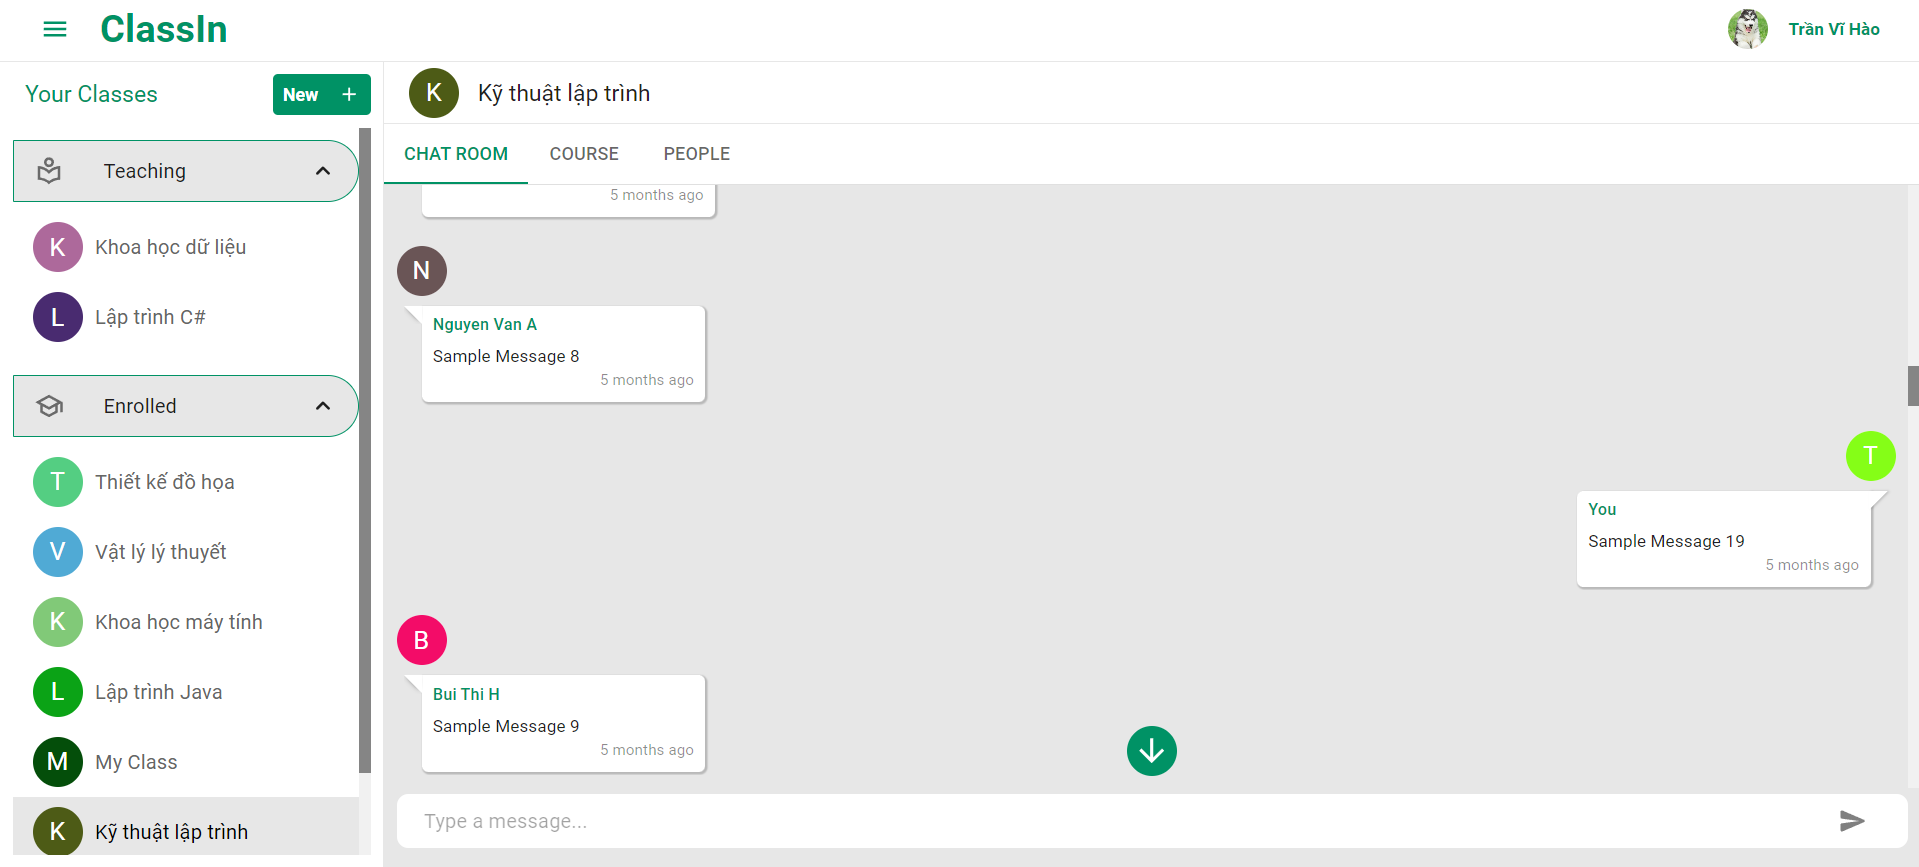 ClassIn
Trần Vĩ Hào
Your Classes
New +
Teaching
K Khoa học dữ liệu
L Lập trình C#
Enrolled
T Thiết kế đồ họa
V Vật lý lý thuyết
K Khoa học máy tính
L Lập trình Java
M My Class
K Kỹ thuật lập trình
K Kỹ thuật lập trình
CHAT ROOM COURSE PEOPLE
5 months ago
N
Nguyen Van A
Sample Message 8
5 months ago
T
You
Sample Message 19
5 months ago
B
Bui Thi H
Sample Message 9
5 months ago
Type a message...